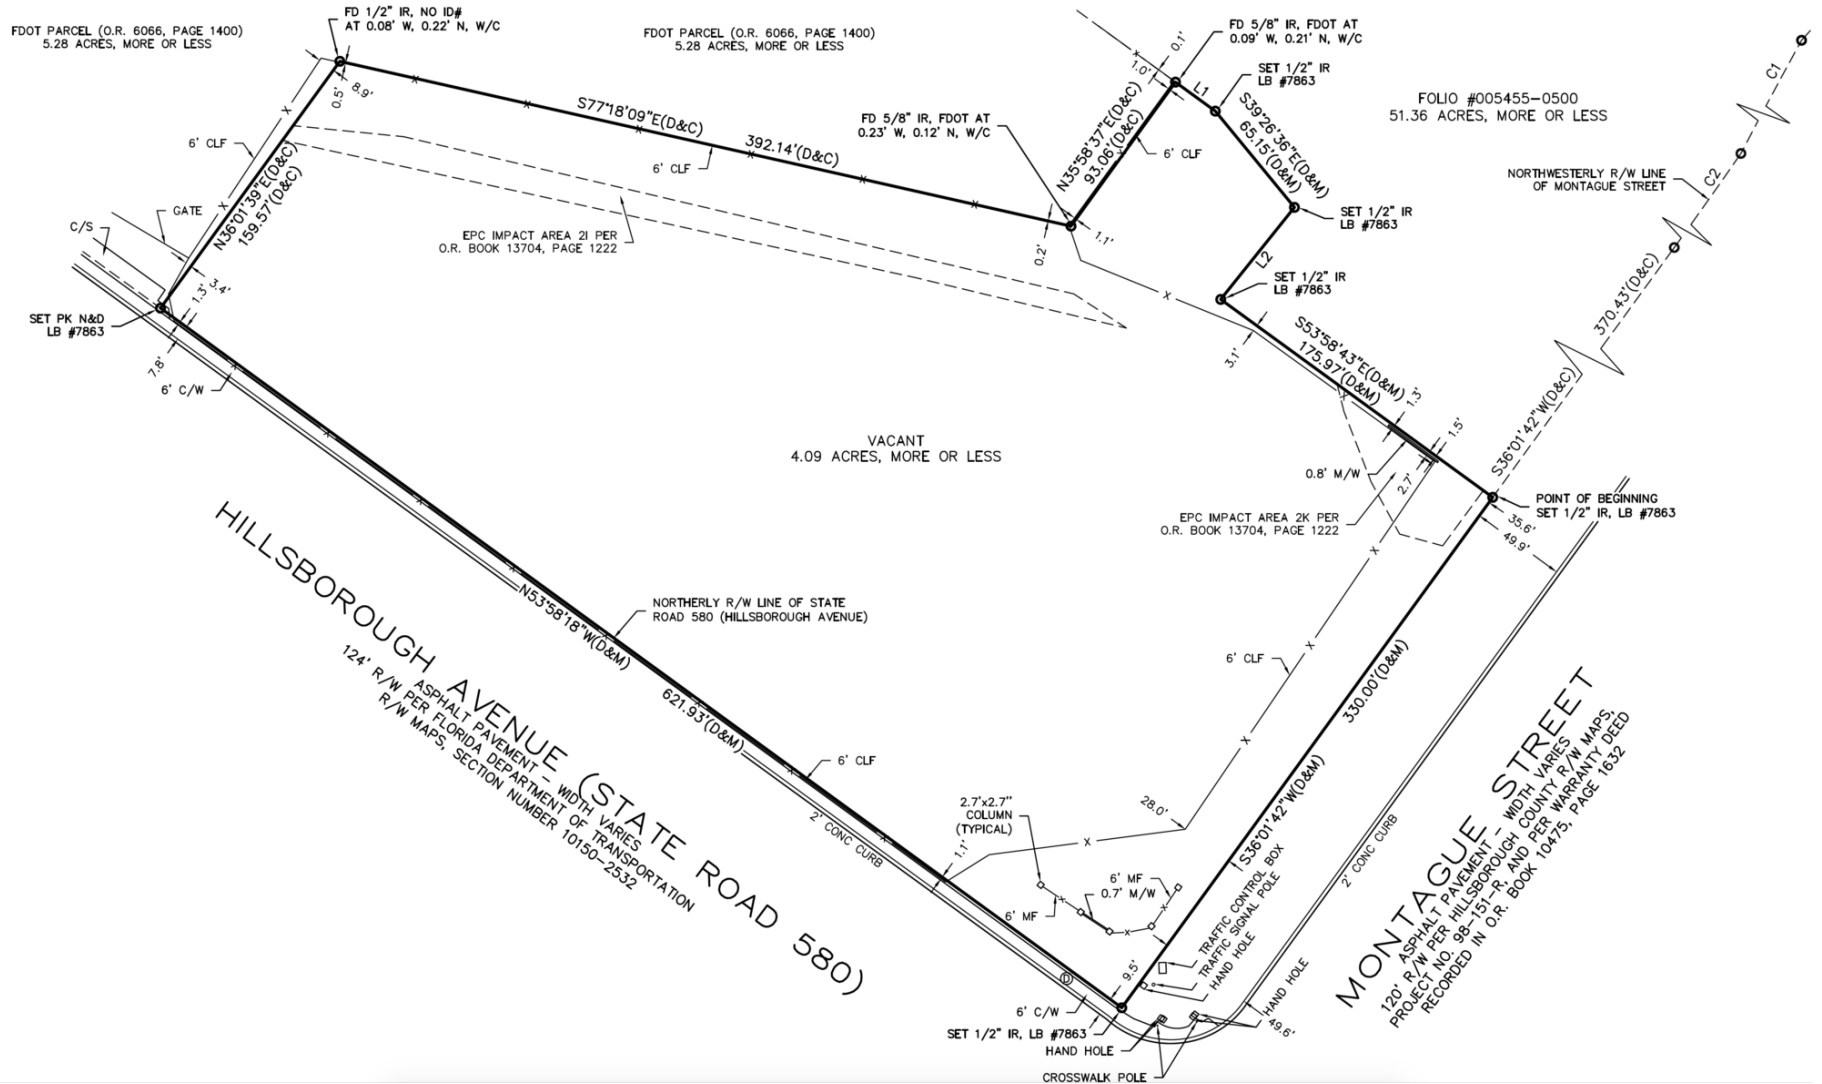 FDOT PARCEL (O.R. 6066, PAGE 1400)
5.28 ACRES, MORE OR LESS
FD 1/2" IR, NO ID#
AT 0.08' W, 0.22' N, W/C
FDOT PARCEL (O.R. 6066, PAGE 1400)
5.28 ACRES, MORE OR LESS
FD 5/8" IR, FDOT AT
0.09' W, 0.21' N, W/C
0.1'
1.0'
L1
SET 1/2" IR
LB #7863
C1
FOLIO #005455-0500
51.36 ACRES, MORE OR LESS
8.9'
0.5'
S77°18'09"E(D&C)
392.14'(D&C)
6' CLF
FD 5/8" IR, FDOT AT
0.23' W, 0.12' N, W/C
N35°58'37"E(D&C)
93.06'(D&C)
6' CLF
S39°26'36"E(D&M)
65.15'(D&M)
NORTHWESTERLY R/W LINE
OF MONTAGUE STREET
C2
6' CLF
N36°01'39"E(D&C)
159.57'(D&C)
GATE
C/S
EPC IMPACT AREA 2I PER
O.R. BOOK 13704, PAGE 1222
0.2'
1.1'
SET 1/2" IR
LB #7863
L2
SET 1/2" IR
LB #7863
370.43'(D&C)
3.4'
1.3'
SET PK N&D
LB #7863
7.8'
6' C/W
3.1'
S53°58'43"E(D&M)
175.97'(D&M)
1.3'
1.5'
S36°01'42"W(D&C)
VACANT
4.09 ACRES, MORE OR LESS
0.8' M/W
2.7'
POINT OF BEGINNING
SET 1/2" IR, LB #7863
35.6'
49.9'
EPC IMPACT AREA 2K PER
O.R. BOOK 13704, PAGE 1222
N53°58'18"W(D&M)
621.93'(D&M)
NORTHERLY R/W LINE OF STATE
ROAD 580 (HILLSBOROUGH AVENUE)
6' CLF
330.00'(D&M)
S36°01'42"W(D&M)
HILLSBOROUGH AVENUE (STATE ROAD 580)
ASPHALT PAVEMENT - WIDTH VARIES
124' R/W PER FLORIDA DEPARTMENT OF TRANSPORTATION
R/W MAPS, SECTION NUMBER 10150-2532
6' CLF
2' CONC CURB
28.0'
1.1'
2.7'x2.7"
COLUMN
(TYPICAL)
6' MF
0.7' M/W
6' MF
TRAFFIC CONTROL BOX
TRAFFIC SIGNAL POLE
HAND HOLE
2' CONC CURB
MONTAGUE STREET
ASPHALT PAVEMENT - WIDTH VARIES
120' R/W PER HILLSBOROUGH COUNTY R/W MAPS,
PROJECT NO. 98-151-R, AND PER WARRANTY DEED
RECORDED IN O.R. BOOK 10475, PAGE 1632
D
9.5'
6' C/W
SET 1/2" IR, LB #7863
HAND HOLE
CROSSWALK POLE
HAND HOLE
49.6'